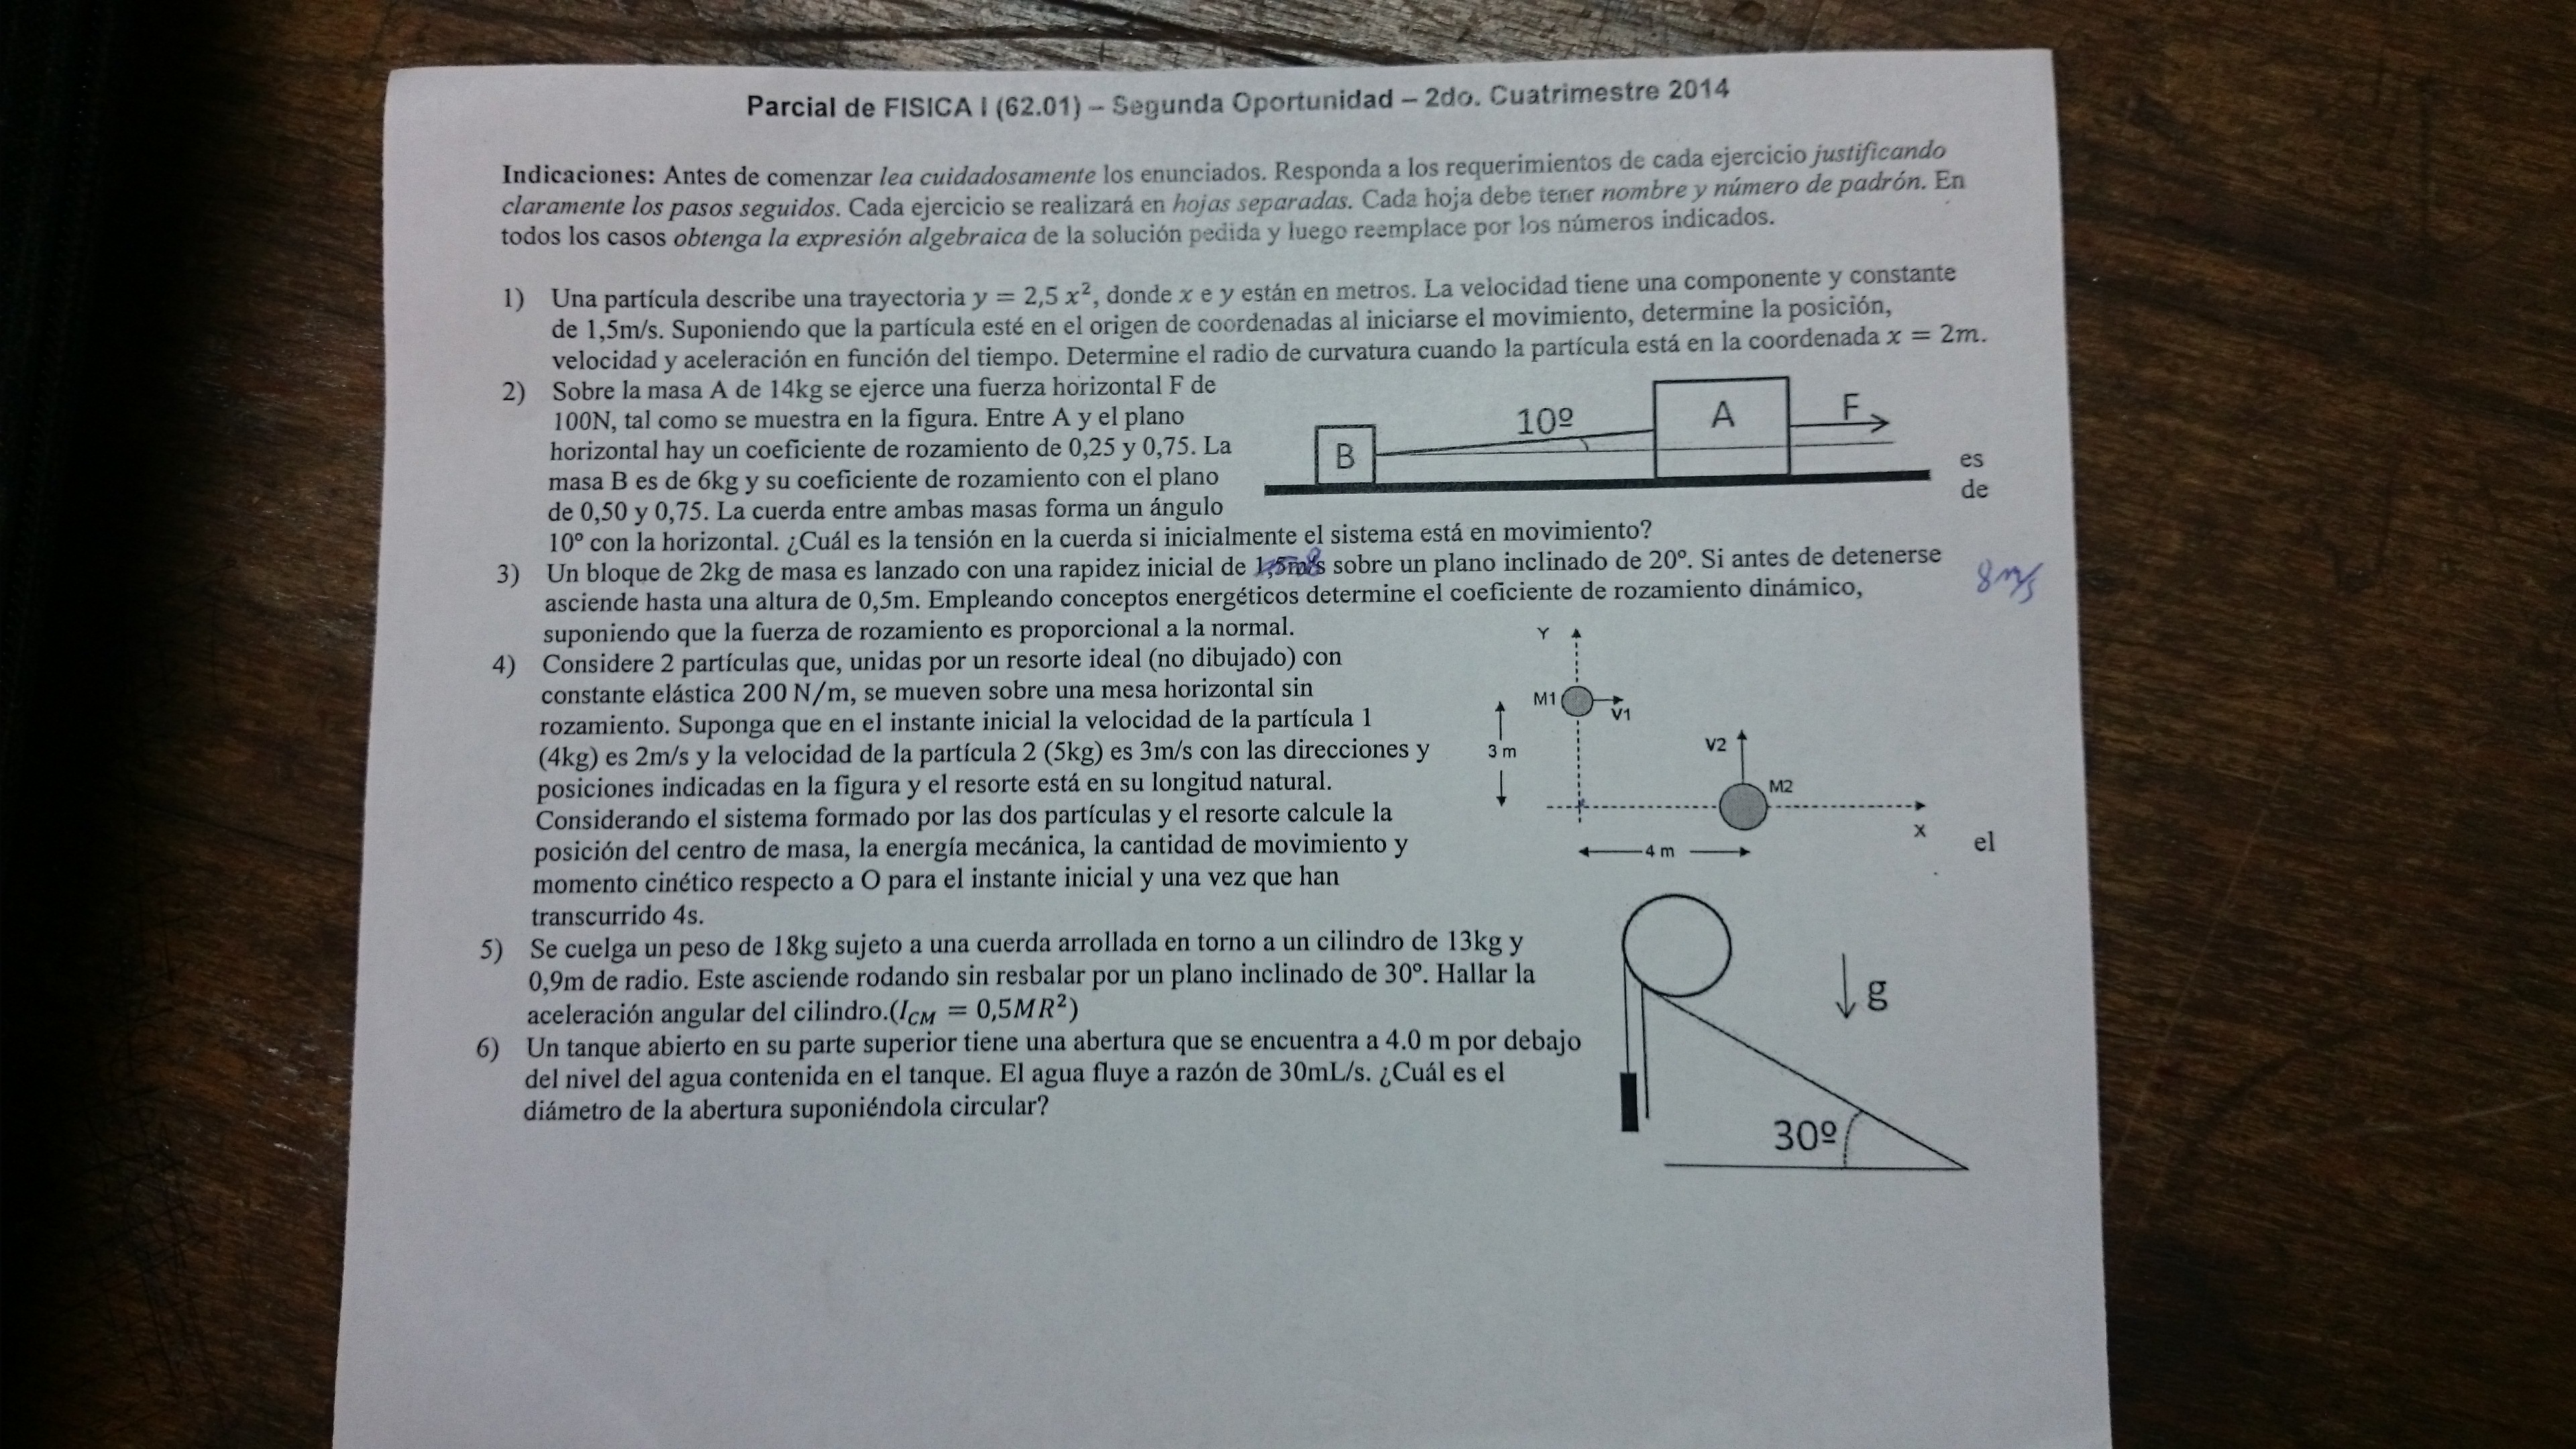 Parcial de FISICA I (62.01) – Segunda Oportunidad – 2do. Cuatrimestre 2014
Indicaciones: Antes de comenzar lea cuidadosamente los enunciados. Responda a los requerimientos de cada ejercicio justificando
claramente los pasos seguidos. Cada ejercicio se realizará en hojas separadas. Cada hoja debe tener nombre y número de padrón. En
todos los casos obtenga la expresión algebraica de la solución pedida y luego reemplace por los números indicados.
1) Una partícula describe una trayectoria y = 2,5 x², donde x e y están en metros. La velocidad tiene una componente y constante
de 1,5m/s. Suponiendo que la partícula esté en el origen de coordenadas al iniciarse el movimiento, determine la posición,
velocidad y aceleración en función del tiempo. Determine el radio de curvatura cuando la partícula está en la coordenada x = 2m.
2) Sobre la masa A de 14kg se ejerce una fuerza horizontal F de
100N, tal como se muestra en la figura. Entre A y el plano
horizontal hay un coeficiente de rozamiento de 0,25 y 0,75. La
masa B es de 6kg y su coeficiente de rozamiento con el plano es
de 0,50 y 0,75. La cuerda entre ambas masas forma un ángulo de
10º con la horizontal. ¿Cuál es la tensión en la cuerda si inicialmente el sistema está en movimiento?
B
10º
A
F
3) Un bloque de 2kg de masa es lanzado con una rapidez inicial de 1,5m/s sobre un plano inclinado de 20º. Si antes de detenerse
8m/s
asciende hasta una altura de 0,5m. Empleando conceptos energéticos determine el coeficiente de rozamiento dinámico,
suponiendo que la fuerza de rozamiento es proporcional a la normal.
4) Considere 2 partículas que, unidas por un resorte ideal (no dibujado) con
constante elástica 200 N/m, se mueven sobre una mesa horizontal sin
rozamiento. Suponga que en el instante inicial la velocidad de la partícula 1
(4kg) es 2m/s y la velocidad de la partícula 2 (5kg) es 3m/s con las direcciones y
posiciones indicadas en la figura y el resorte está en su longitud natural.
Considerando el sistema formado por las dos partículas y el resorte calcule la
posición del centro de masa, la energía mecánica, la cantidad de movimiento y el
momento cinético respecto a O para el instante inicial y una vez que han
transcurrido 4s.
Y
M1
V1
3 m
V2
M2
4 m
X
5) Se cuelga un peso de 18kg sujeto a una cuerda arrollada en torno a un cilindro de 13kg y
0,9m de radio. Este asciende rodando sin resbalar por un plano inclinado de 30º. Hallar la
aceleración angular del cilindro.(I_CM = 0,5MR²)
6) Un tanque abierto en su parte superior tiene una abertura que se encuentra a 4.0 m por debajo
del nivel del agua contenida en el tanque. El agua fluye a razón de 30mL/s. ¿Cuál es el
diámetro de la abertura suponiéndola circular?
g
30º